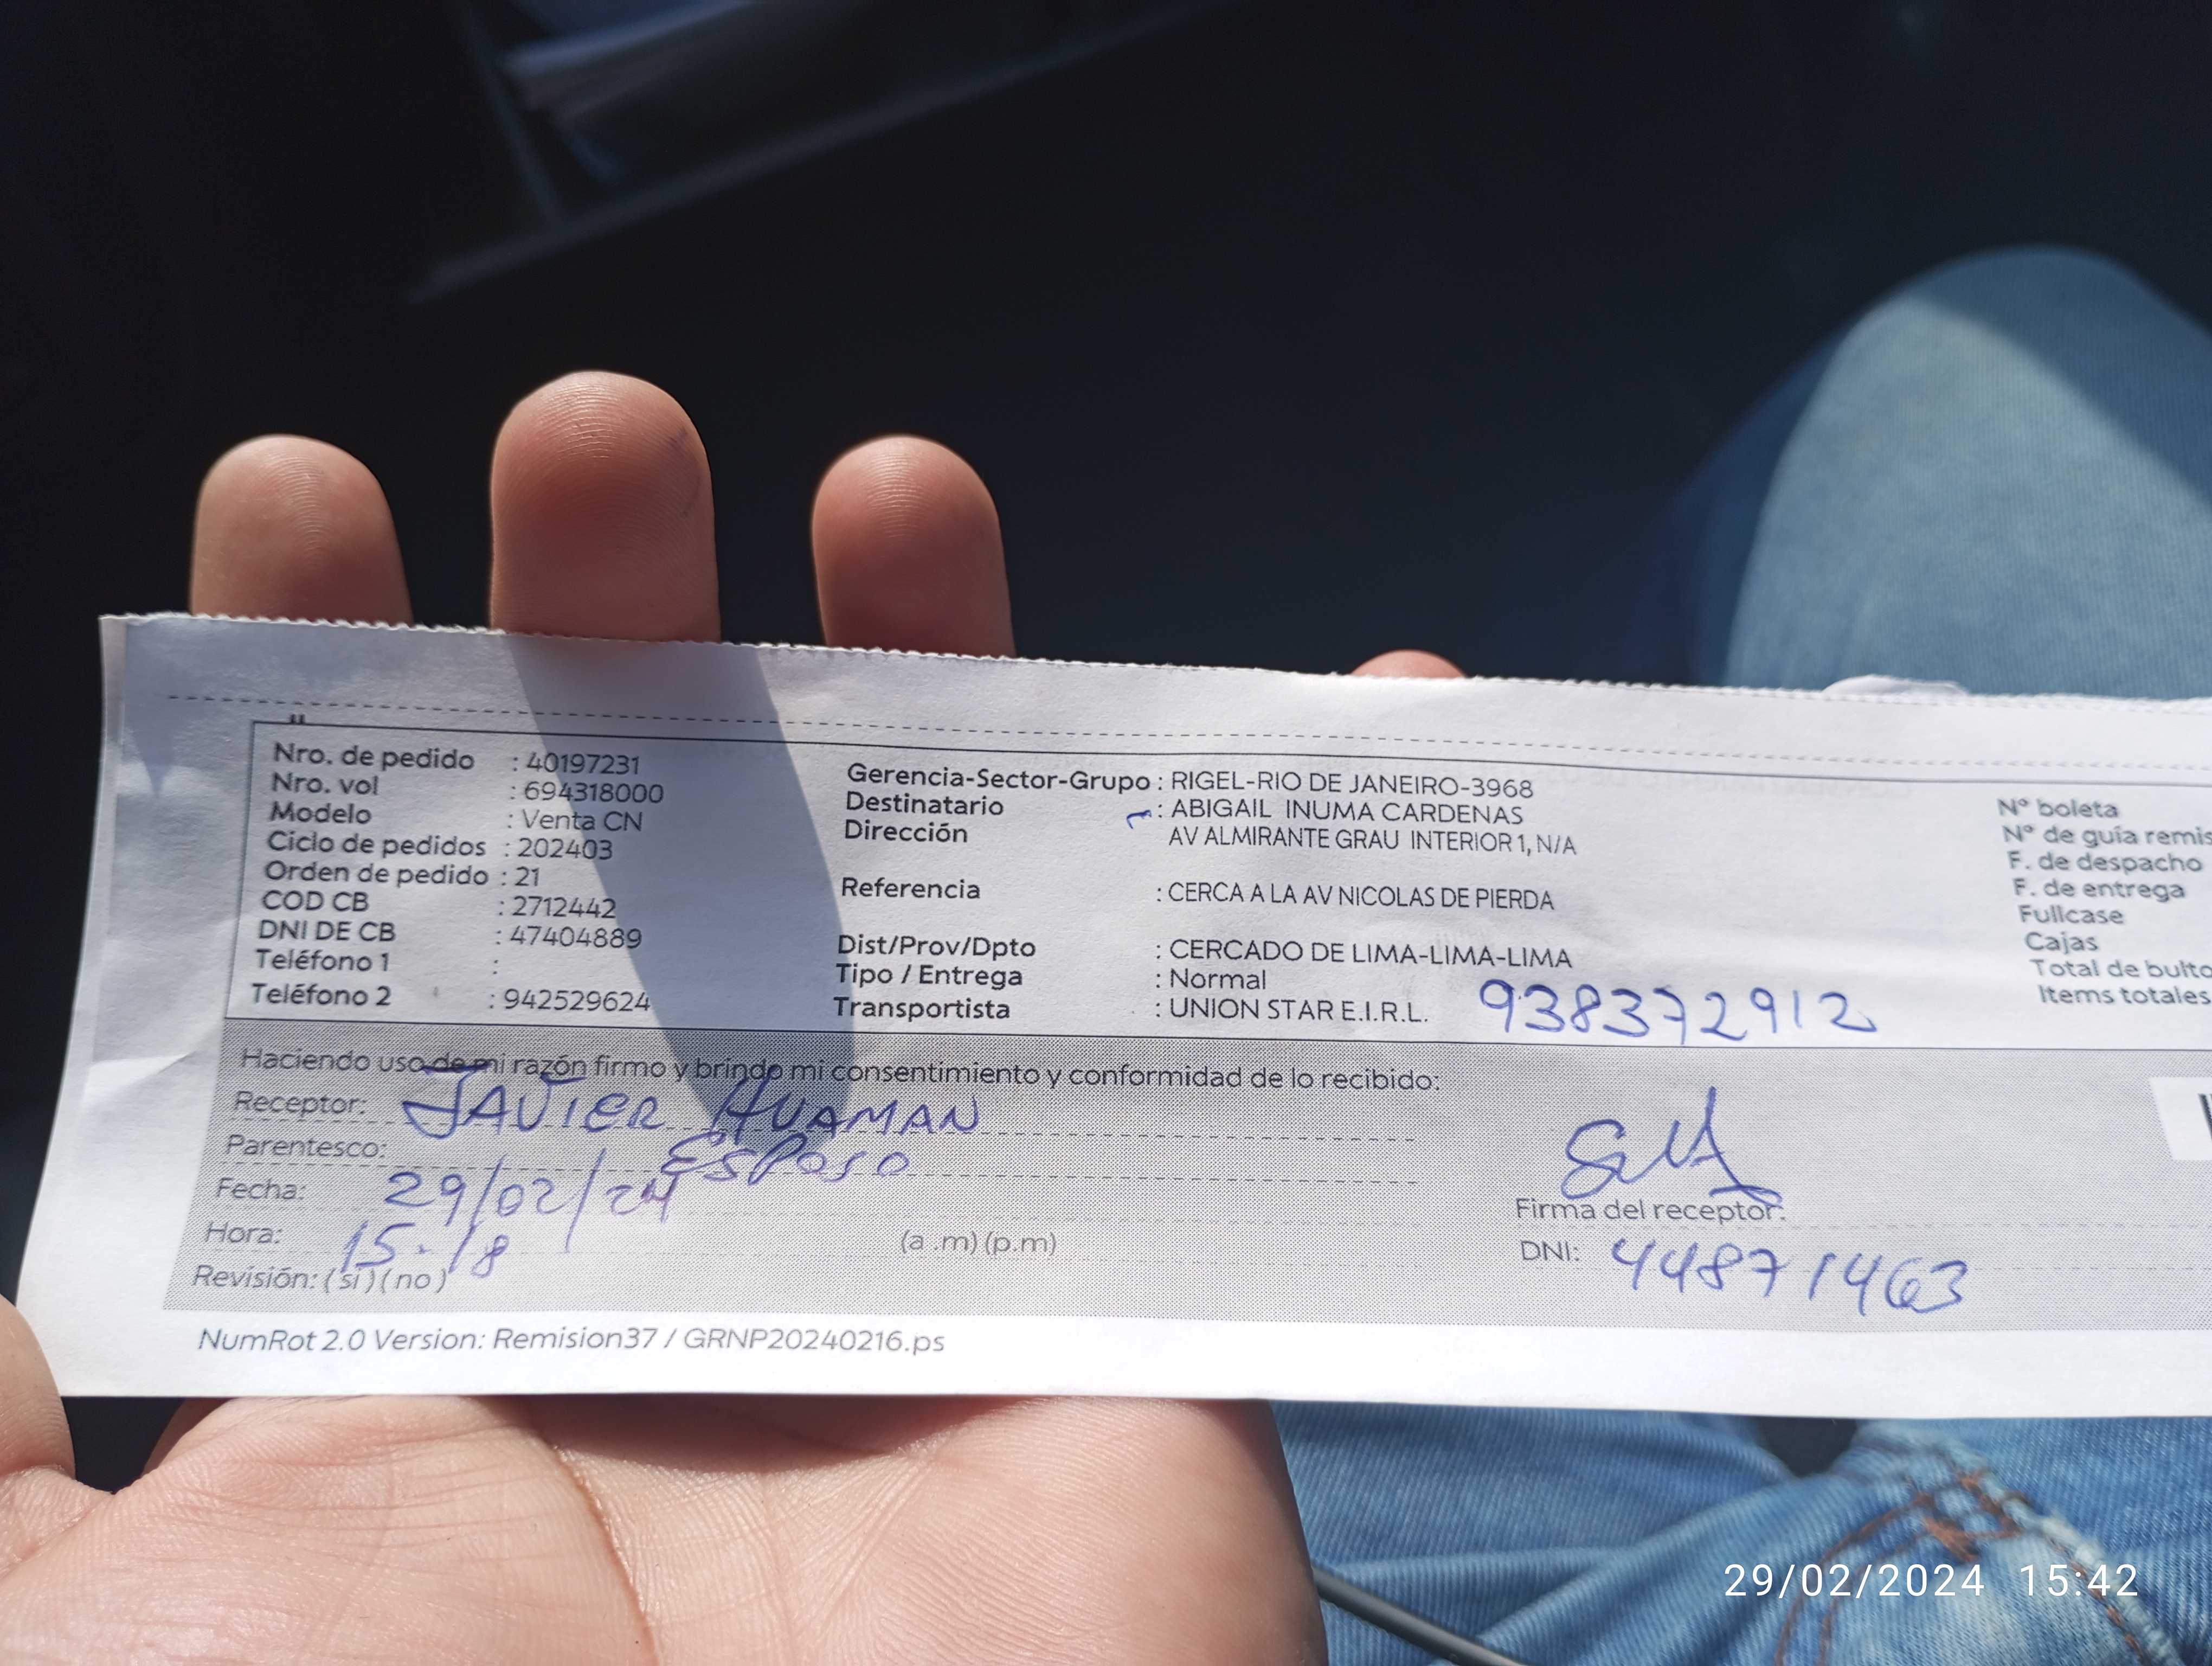 Nro. de pedido : 40197231
Nro. vol : 694318000
Modelo : Venta CN
Ciclo de pedidos : 202403
Orden de pedido : 21
COD CB : 2712442
DNI DE CB : 47404889
Teléfono 1 :
Teléfono 2 : 942529624
Gerencia-Sector-Grupo : RIGEL-RIO DE JANEIRO-3968
Destinatario : ABIGAIL INUMA CARDENAS
Dirección AV ALMIRANTE GRAU INTERIOR 1, N/A
Referencia : CERCA A LA AV NICOLAS DE PIERDA
Dist/Prov/Dpto : CERCADO DE LIMA-LIMA-LIMA
Tipo / Entrega : Normal
Transportista : UNION STAR E.I.R.L. 938372912
N° boleta
N° de guía remis
F. de despacho
F. de entrega
Fullcase
Cajas
Total de bulto
Items totales
Haciendo uso de mi razón firmo y brindo mi consentimiento y conformidad de lo recibido:
Receptor: JAVIER HUAMAN
Parentesco: ESPOSO
Fecha: 29/02/24
Hora: 15.18 (a .m) (p.m)
Revisión: (si) (no)
Firma del receptor:
DNI: 44871463
NumRot 2.0 Version: Remision37 / GRNP20240216.ps
29/02/2024 15:42